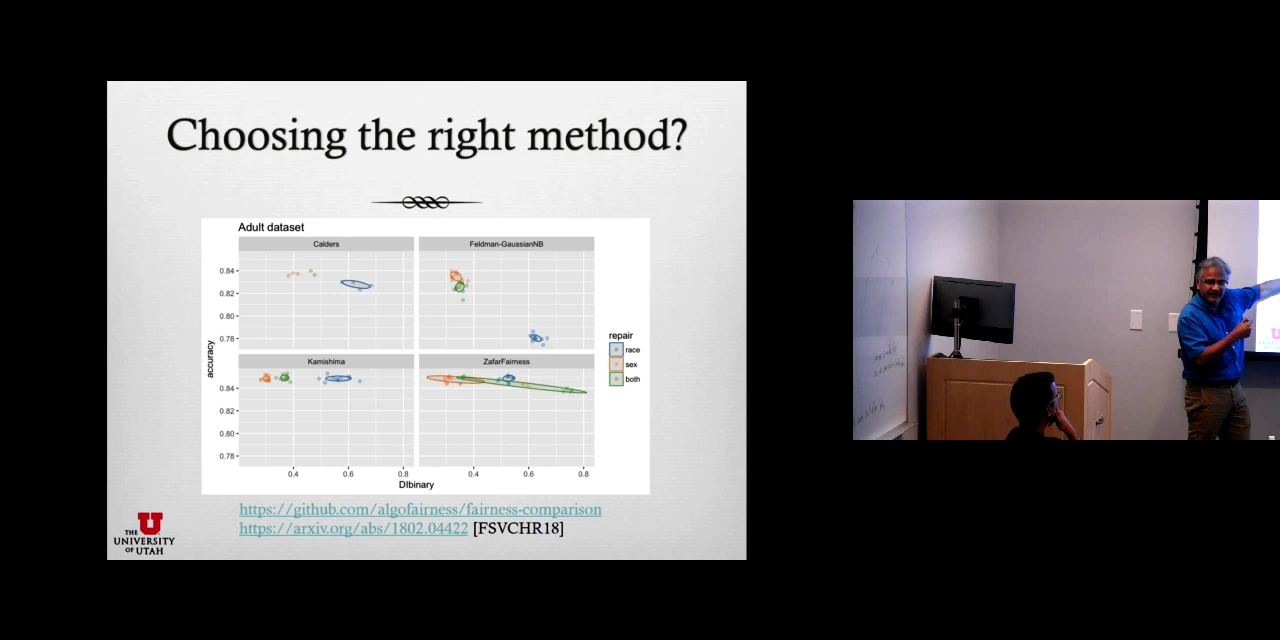 Choosing the right method?
Adult dataset
Calders
Feldman-GaussianNB
0.84
0.82
0.80
0.78
Kamishima
ZafarFairness
0.84
0.82
0.80
0.78
accuracy
0.4 0.6 0.8
0.4 0.6 0.8
DIbinary
repair
race
sex
both
https://github.com/algofairness/fairness-comparison
https://arxiv.org/abs/1802.04422 [FSVCHR18]
THE
UNIVERSITY
OF UTAH
U